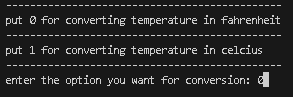 --------------------------------------------------
put 0 for converting temperature in fahrenheit
--------------------------------------------------
put 1 for converting temperature in celcius
--------------------------------------------------
enter the option you want for conversion: 0